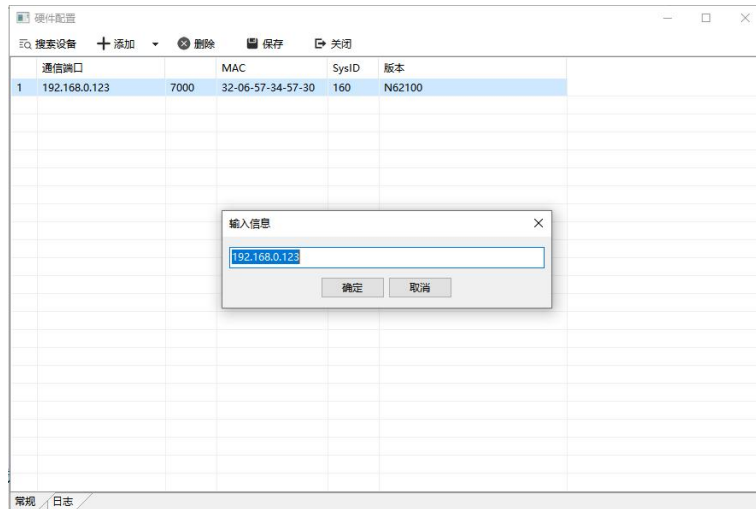 硬件配置
搜索设备 添加 删除 保存 关闭
通信端口 MAC SysID 版本
1 192.168.0.123 7000 32-06-57-34-57-30 160 N62100
输入信息
192.168.0.123
确定 取消
常规 日志